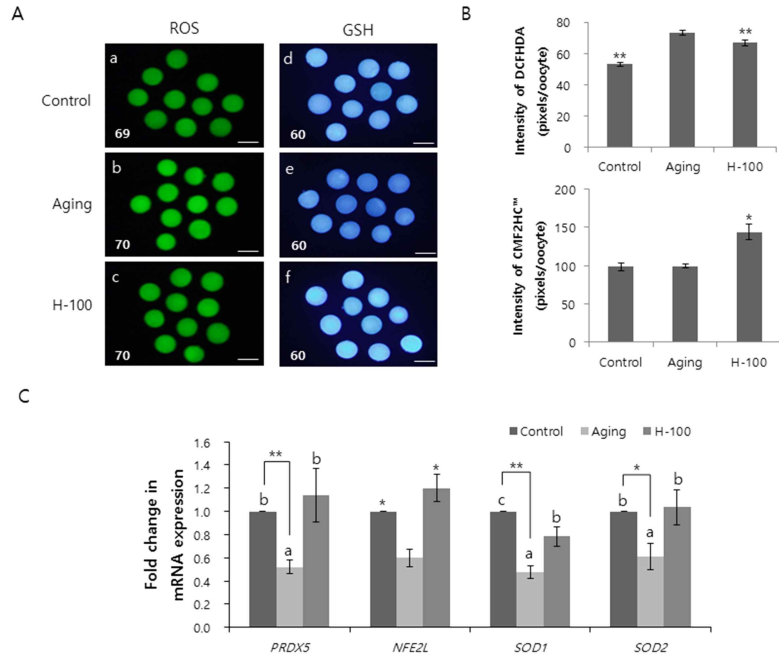 A
ROS
GSH
Control
Aging
H-100
a
69
d
60
b
70
e
60
c
70
f
60
B
Intensity of DCFHDA
(pixels/oocyte)
80
60
40
20
0
**
**
Control
Aging
H-100
Intensity of CMF2HC™
(pixels/oocyte)
200
150
100
50
0
*
Control
Aging
H-100
C
Control
Aging
H-100
Fold change in
mRNA expression
1.6
1.4
1.2
1.0
0.8
0.6
0.4
0.2
0.0
**
b
a
b
*
*
**
c
a
b
*
b
a
b
PRDX5
NFE2L
SOD1
SOD2